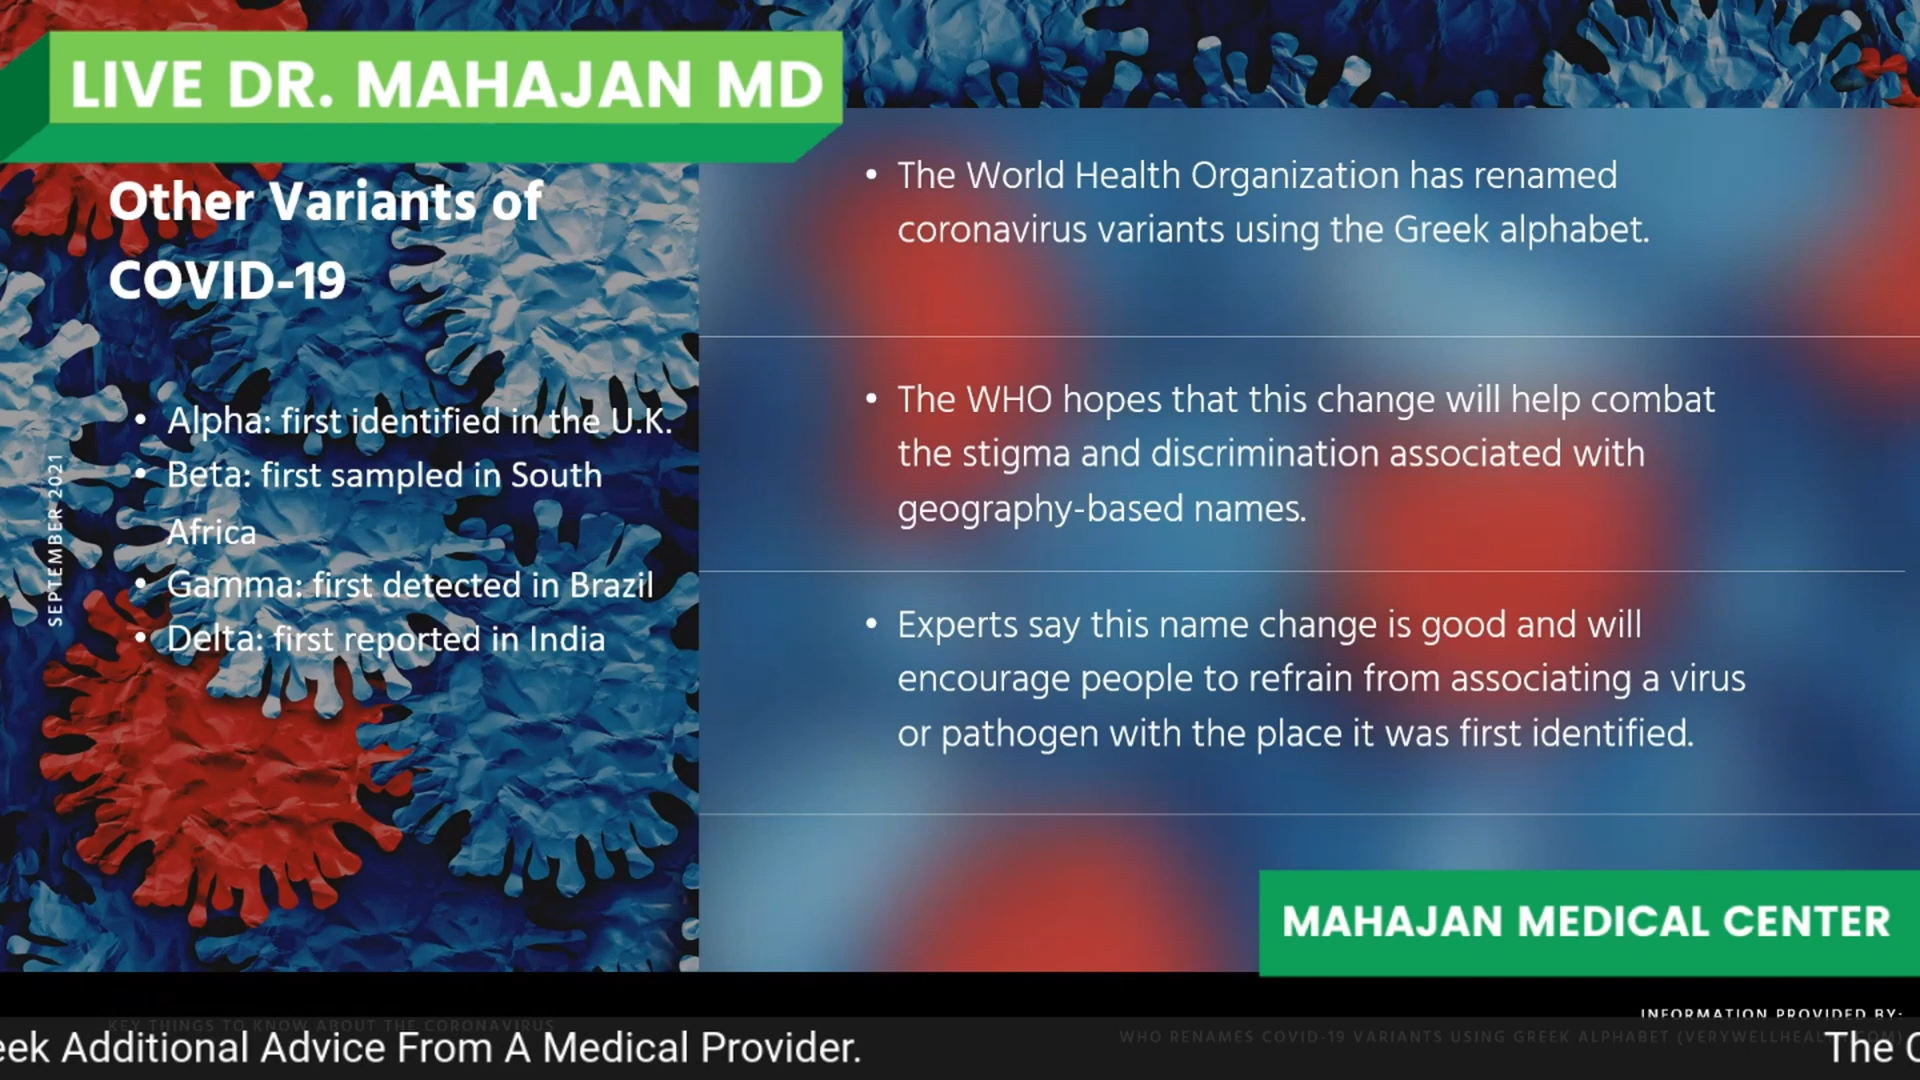 LIVE DR. MAHAJAN MD
Other Variants of
COVID-19
• Alpha: first identified in the U.K.
• Beta: first sampled in South
Africa
• Gamma: first detected in Brazil
• Delta: first reported in India
SEPTEMBER 2021
• The World Health Organization has renamed
coronavirus variants using the Greek alphabet.
• The WHO hopes that this change will help combat
the stigma and discrimination associated with
geography-based names.
• Experts say this name change is good and will
encourage people to refrain from associating a virus
or pathogen with the place it was first identified.
MAHAJAN MEDICAL CENTER
INFORMATION PROVIDED BY:
KEY THINGS TO KNOW ABOUT THE CORONAVIRUS
WHO RENAMES COVID-19 VARIANTS USING GREEK ALPHABET
Additional Advice From A Medical Provider.
The